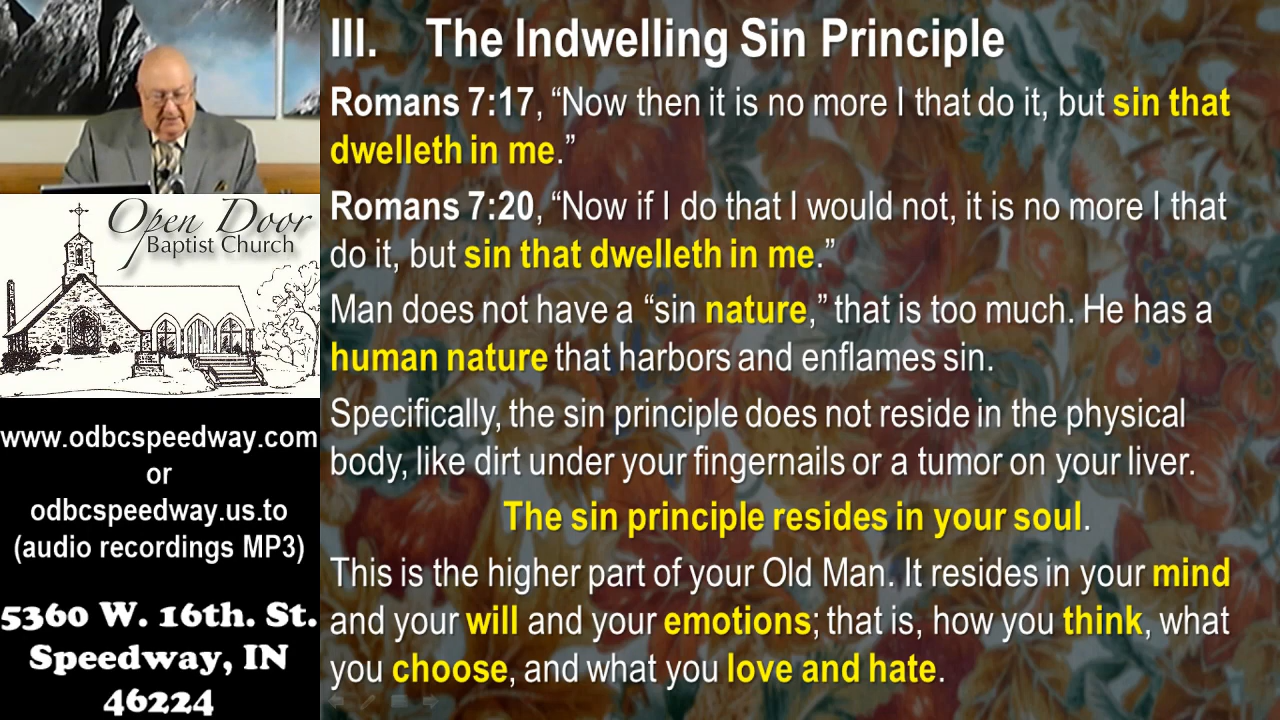 Open Door
Baptist Church
www.odbcspeedway.com
or
odbcspeedway.us.to
(audio recordings MP3)
5360 W. 16th. St.
Speedway, IN
46224
III. The Indwelling Sin Principle
Romans 7:17, “Now then it is no more I that do it, but sin that
dwelleth in me.”
Romans 7:20, “Now if I do that I would not, it is no more I that
do it, but sin that dwelleth in me.”
Man does not have a “sin nature,” that is too much. He has a
human nature that harbors and enflames sin.
Specifically, the sin principle does not reside in the physical
body, like dirt under your fingernails or a tumor on your liver.
The sin principle resides in your soul.
This is the higher part of your Old Man. It resides in your mind
and your will and your emotions; that is, how you think, what
you choose, and what you love and hate.